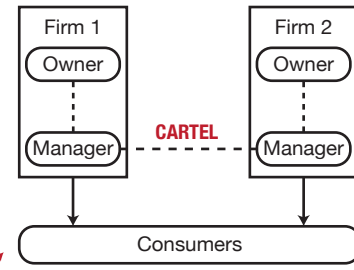 Firm 1
Firm 2
Owner
Owner
CARTEL
Manager
Manager
Consumers